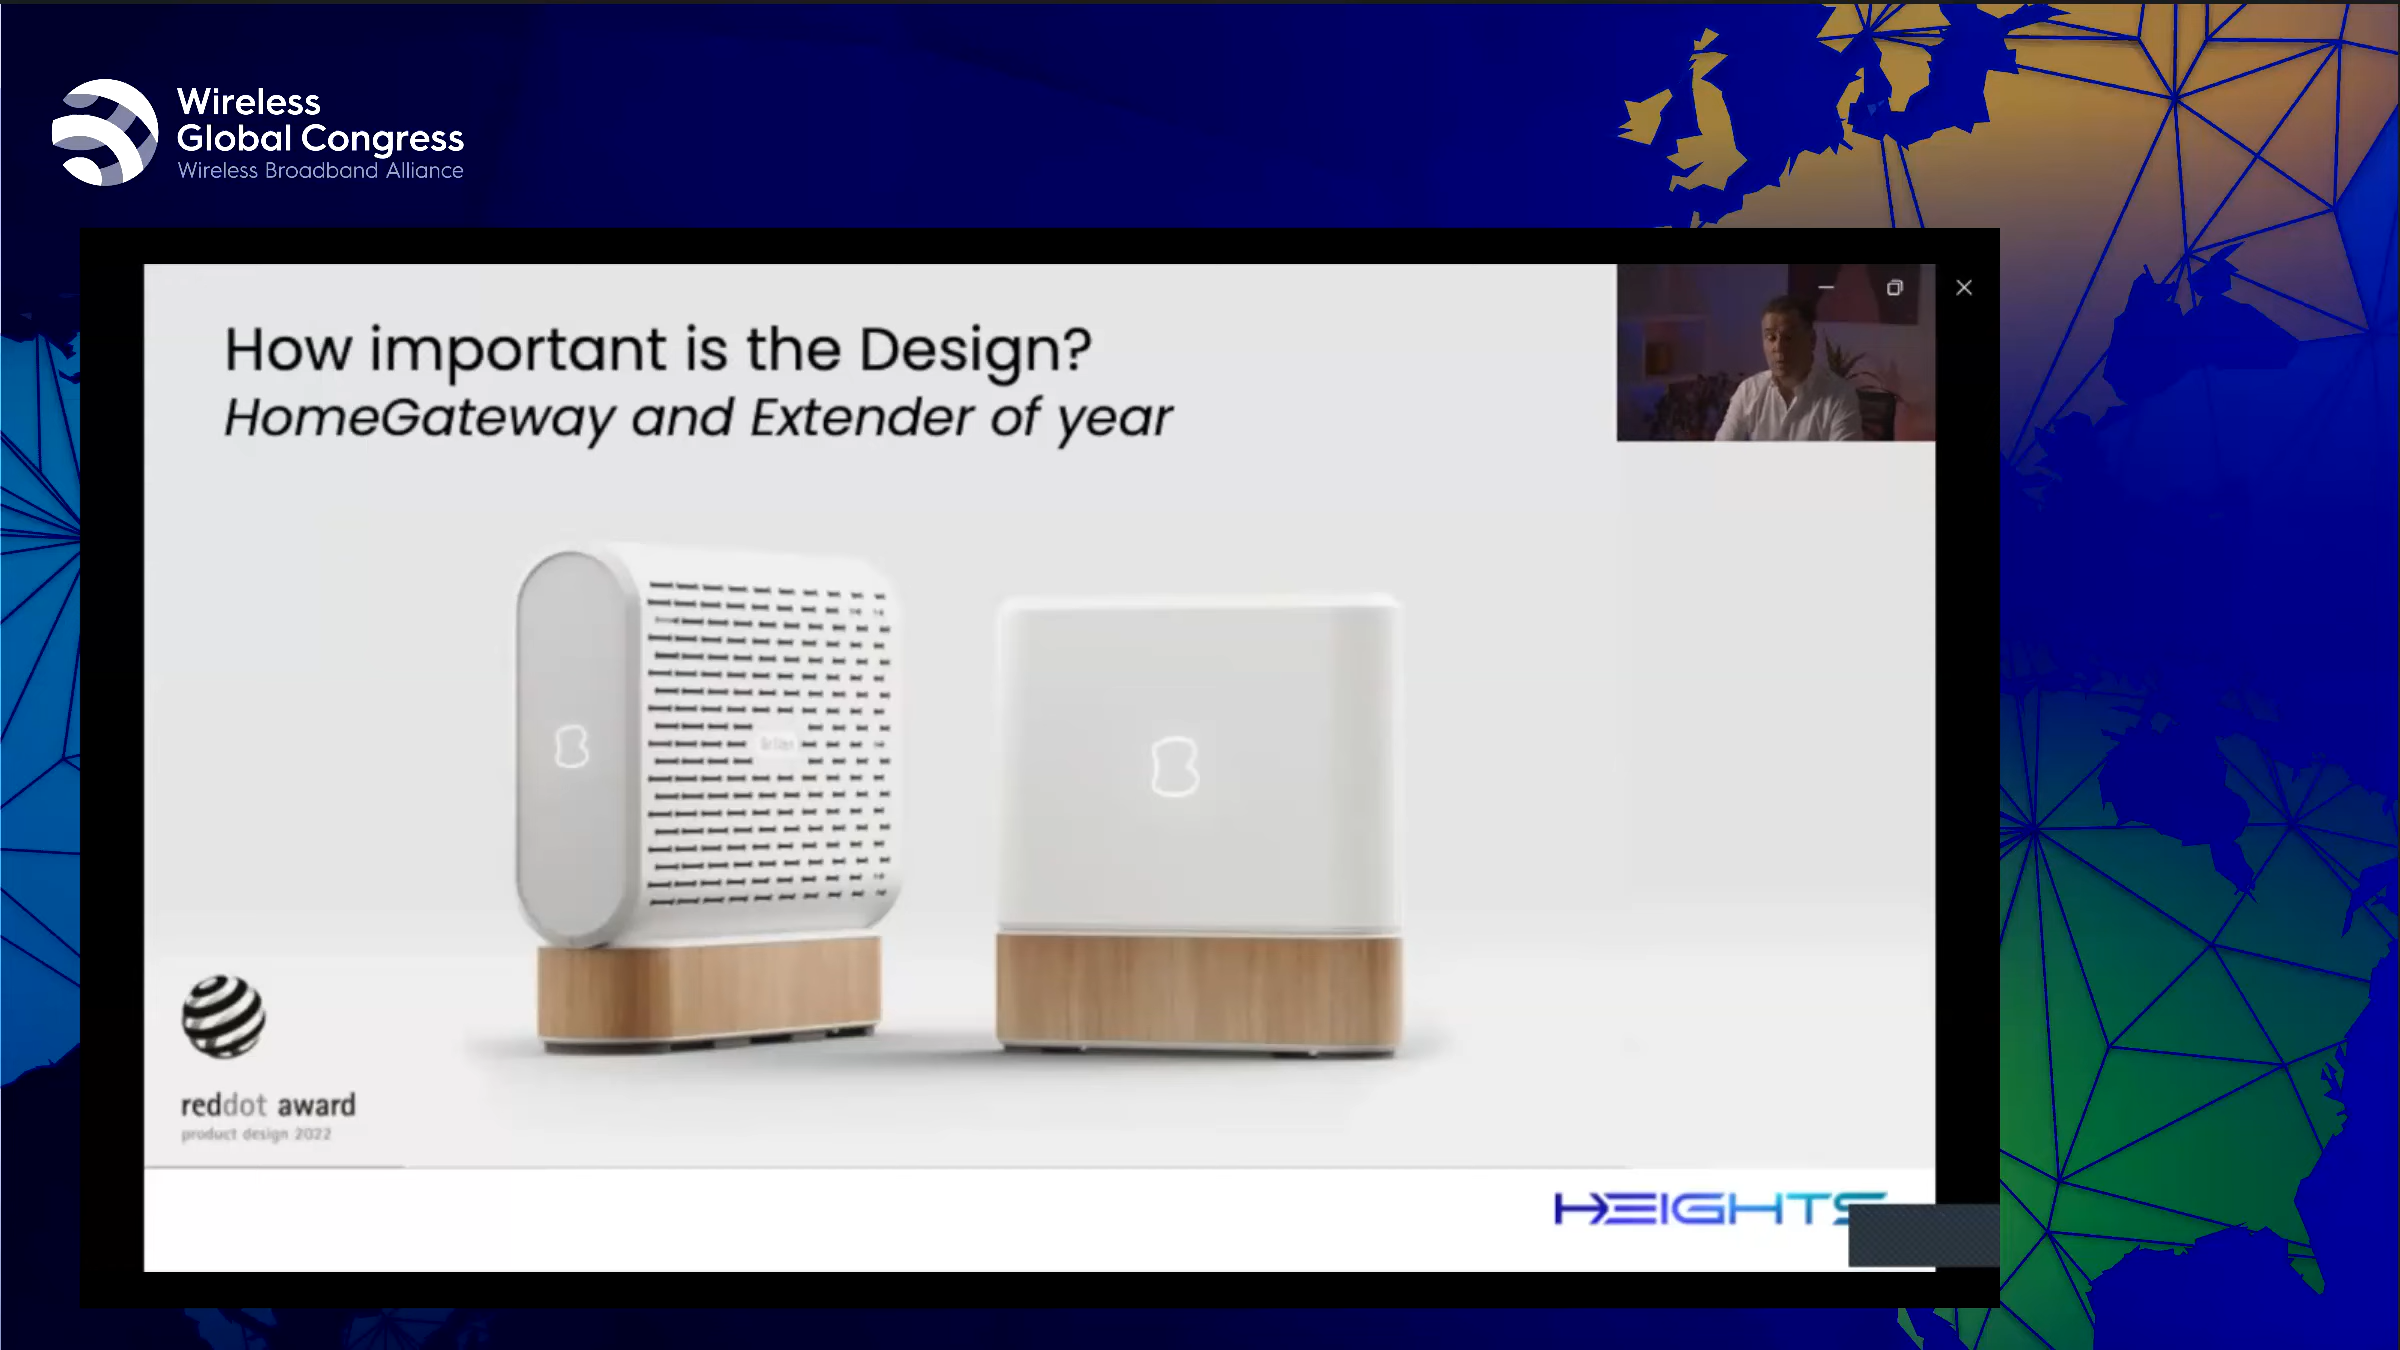 Wireless
Global Congress
Wireless Broadband Alliance
How important is the Design?
HomeGateway and Extender of year
B
B
reddot award
product design 2022
HEIGHTS